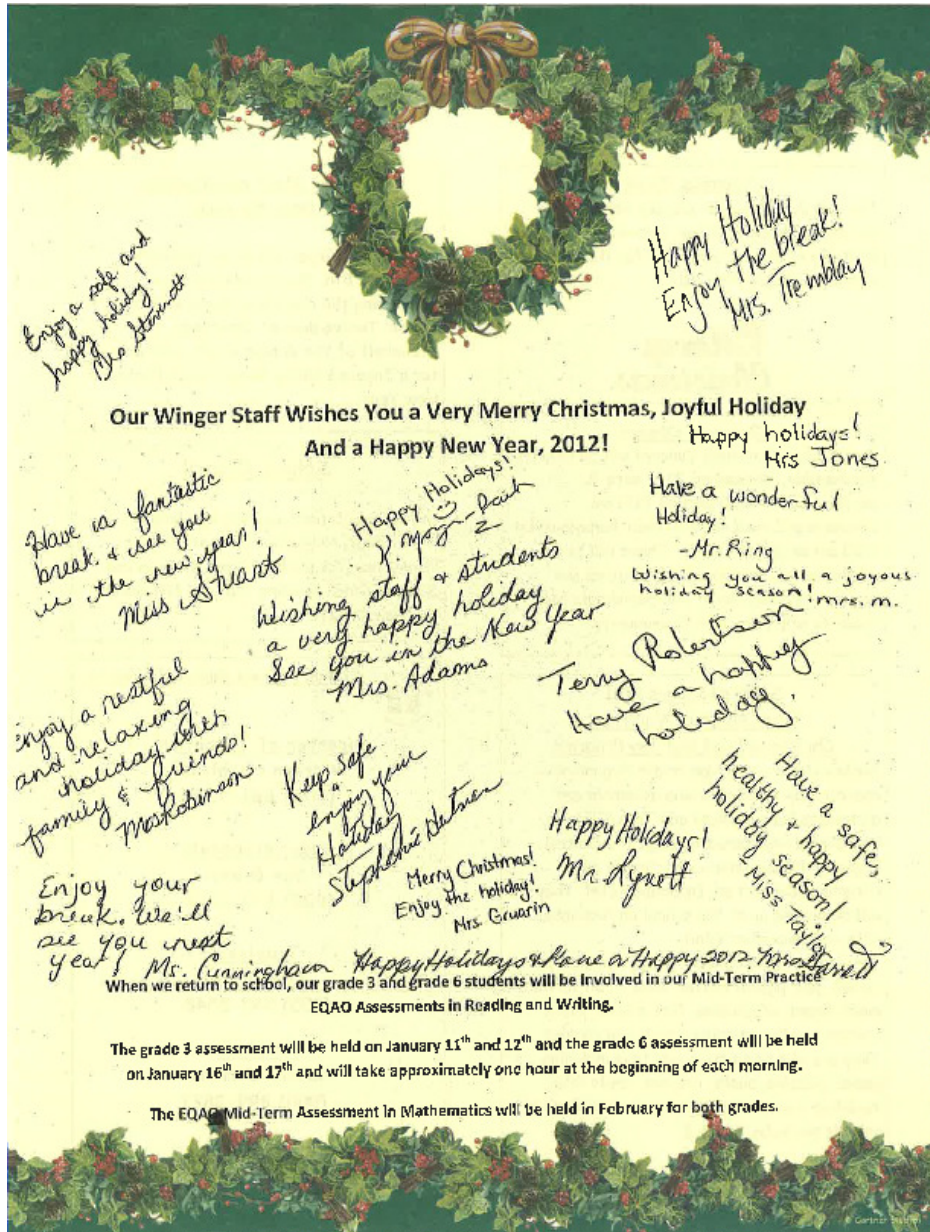 Happy Holiday
Enjoy the break!
Mrs. Tremblay
Enjoy a safe and
happy holiday!
Our Winger Staff Wishes You a Very Merry Christmas, Joyful Holiday
And a Happy New Year, 2012!
Happy holidays!
Mrs Jones
Have a fantastic
break & see you
in the new year!
Miss Stuart
Happy Holidays!
Have a wonderful
Holiday!
-Mr. Ring
Wishing you all a joyous
holiday season! mrs. m.
Wishing staff & students
a very happy holiday
See you in the New Year
Mrs. Adams
Terry Robertson
Have a happy
holiday.
Enjoy a restful
and relaxing
holiday with
family & friends!
Mrs Robinson
Keep safe
enjoy your
Holiday
Stephanie
Have a safe,
healthy + happy
holiday season!
- Miss Taylor
Happy Holidays!
Mr. Lynett
Merry Christmas!
Enjoy the holiday!
Mrs. Gruarin
Enjoy your
break. We'll
see you next
year! Ms. Cunningham
Happy Holidays & Have a Happy 2012 Mrs Garrett
When we return to school, our grade 3 and grade 6 students will be involved in our Mid-Term Practice
EQAO Assessments in Reading and Writing.
The grade 3 assessment will be held on January 11th and 12th and the grade 6 assessment will be held
on January 16th and 17th and will take approximately one hour at the beginning of each morning.
The EQAO Mid-Term Assessment in Mathematics will be held in February for both grades.